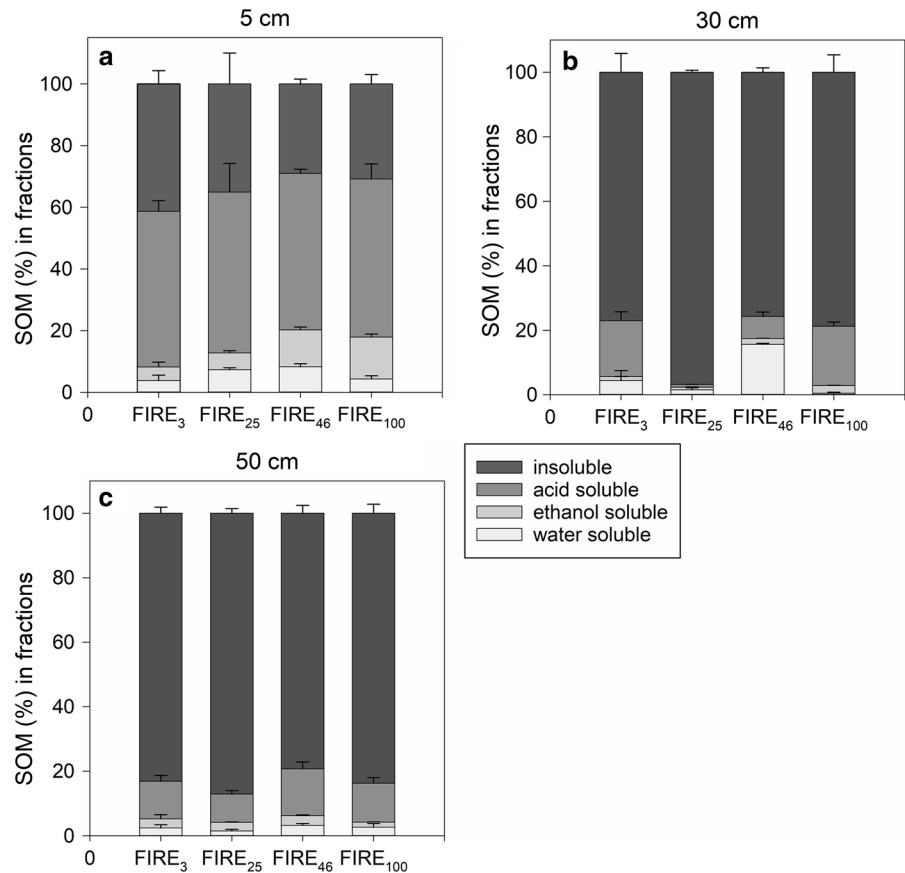 5 cm
a
SOM (%) in fractions
100
80
60
40
20
0
0 FIRE₃ FIRE₂₅ FIRE₄₆ FIRE₁₀₀
30 cm
b
SOM (%) in fractions
100
80
60
40
20
0
0 FIRE₃ FIRE₂₅ FIRE₄₆ FIRE₁₀₀
50 cm
c
SOM (%) in fractions
100
80
60
40
20
0
0 FIRE₃ FIRE₂₅ FIRE₄₆ FIRE₁₀₀
insoluble
acid soluble
ethanol soluble
water soluble